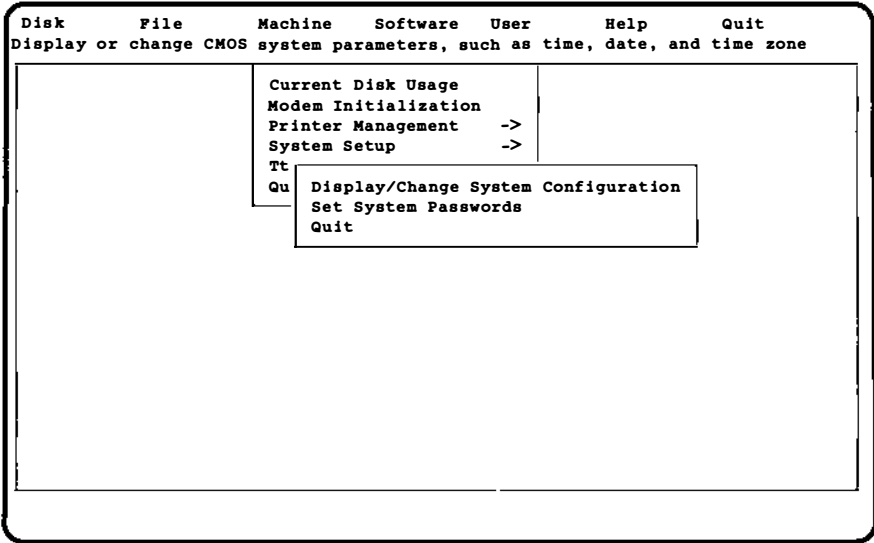 Disk File Machine Software User Help Quit
Display or change CMOS system parameters, such as time, date, and time zone
Current Disk Usage
Modem Initialization
Printer Management ->
System Setup ->
Tt
Qu
Display/Change System Configuration
Set System Passwords
Quit